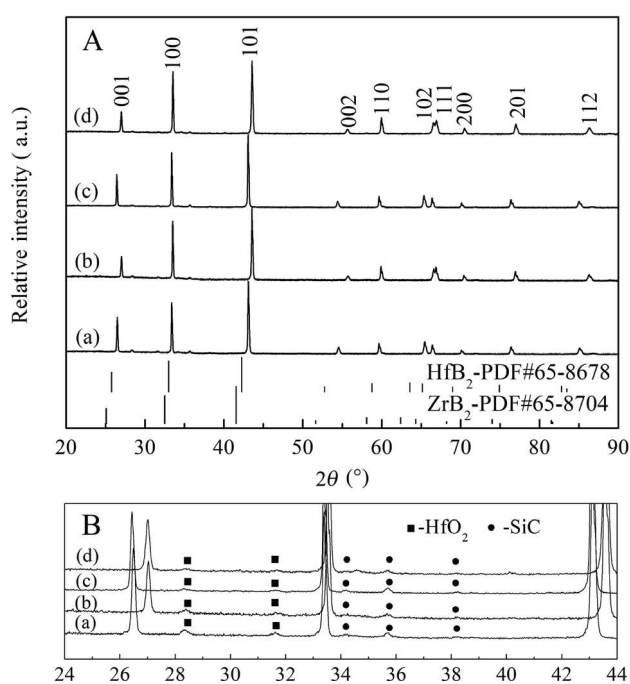 A
001
100
101
002
110
102
111
200
201
112
(d)
(c)
(b)
(a)
HfB₂-PDF#65-8678
ZrB₂-PDF#65-8704
Relative intensity ( a.u.)
20 30 40 50 60 70 80 90
2θ (°)
B
■-HfO₂ ●-SiC
(d)
(c)
(b)
(a)
24 26 28 30 32 34 36 38 40 42 44